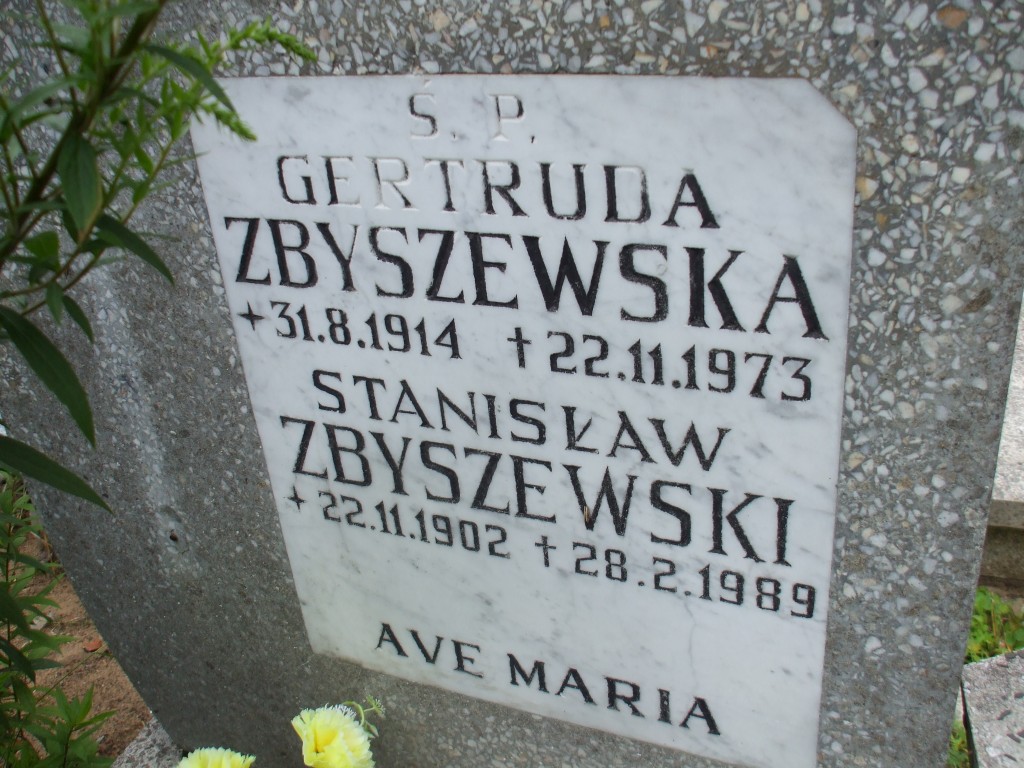 Ś. P.
GERTRUDA
ZBYSZEWSKA
+31.8.1914 †22.11.1973
STANISŁAW
ZBYSZEWSKI
+22.11.1902 †28.2.1989
AVE MARIA